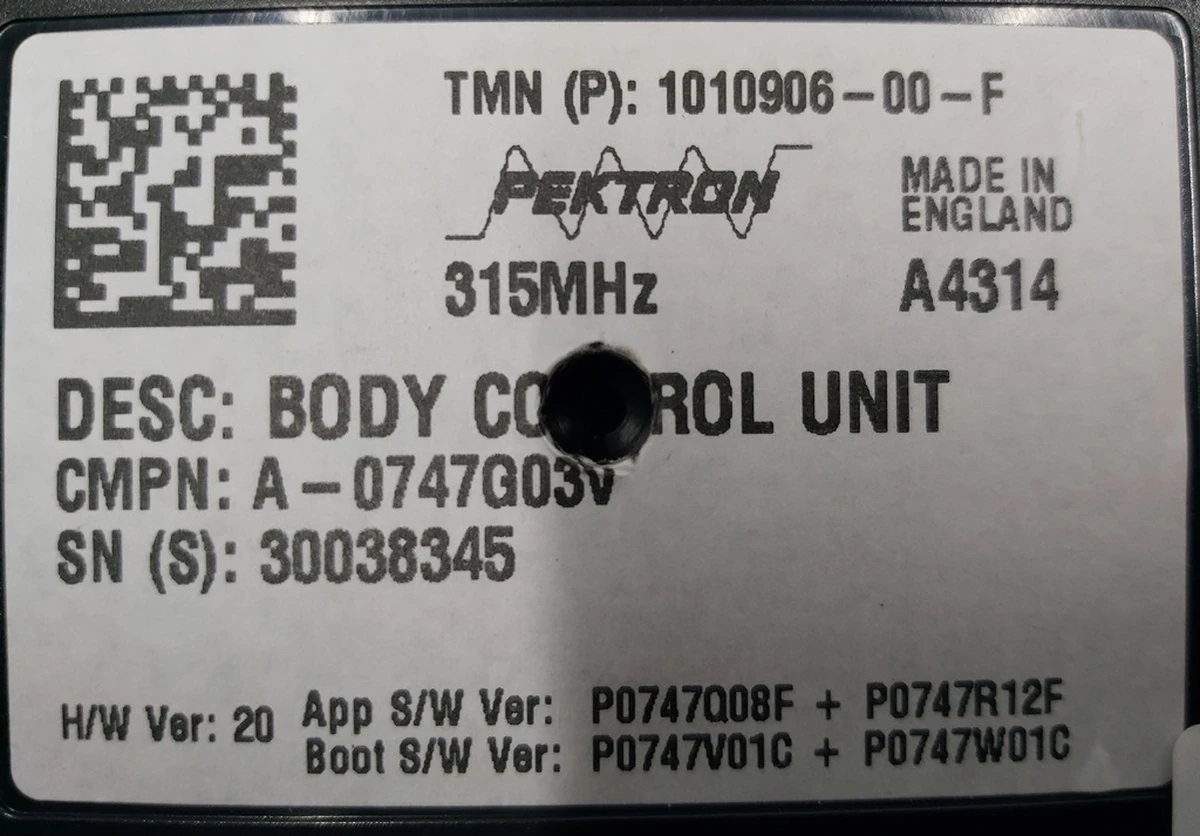 TMN (P): 1010906-00-F
PEKTRON
MADE IN
ENGLAND
315MHz
A4314
DESC: BODY UNIT
CMPN: A-0747G03V
SN (S): 30038345
H/W Ver: 20
App S/W Ver: P0747Q08F + P0747R12F
Boot S/W Ver: P0747V01C + P0747W01C